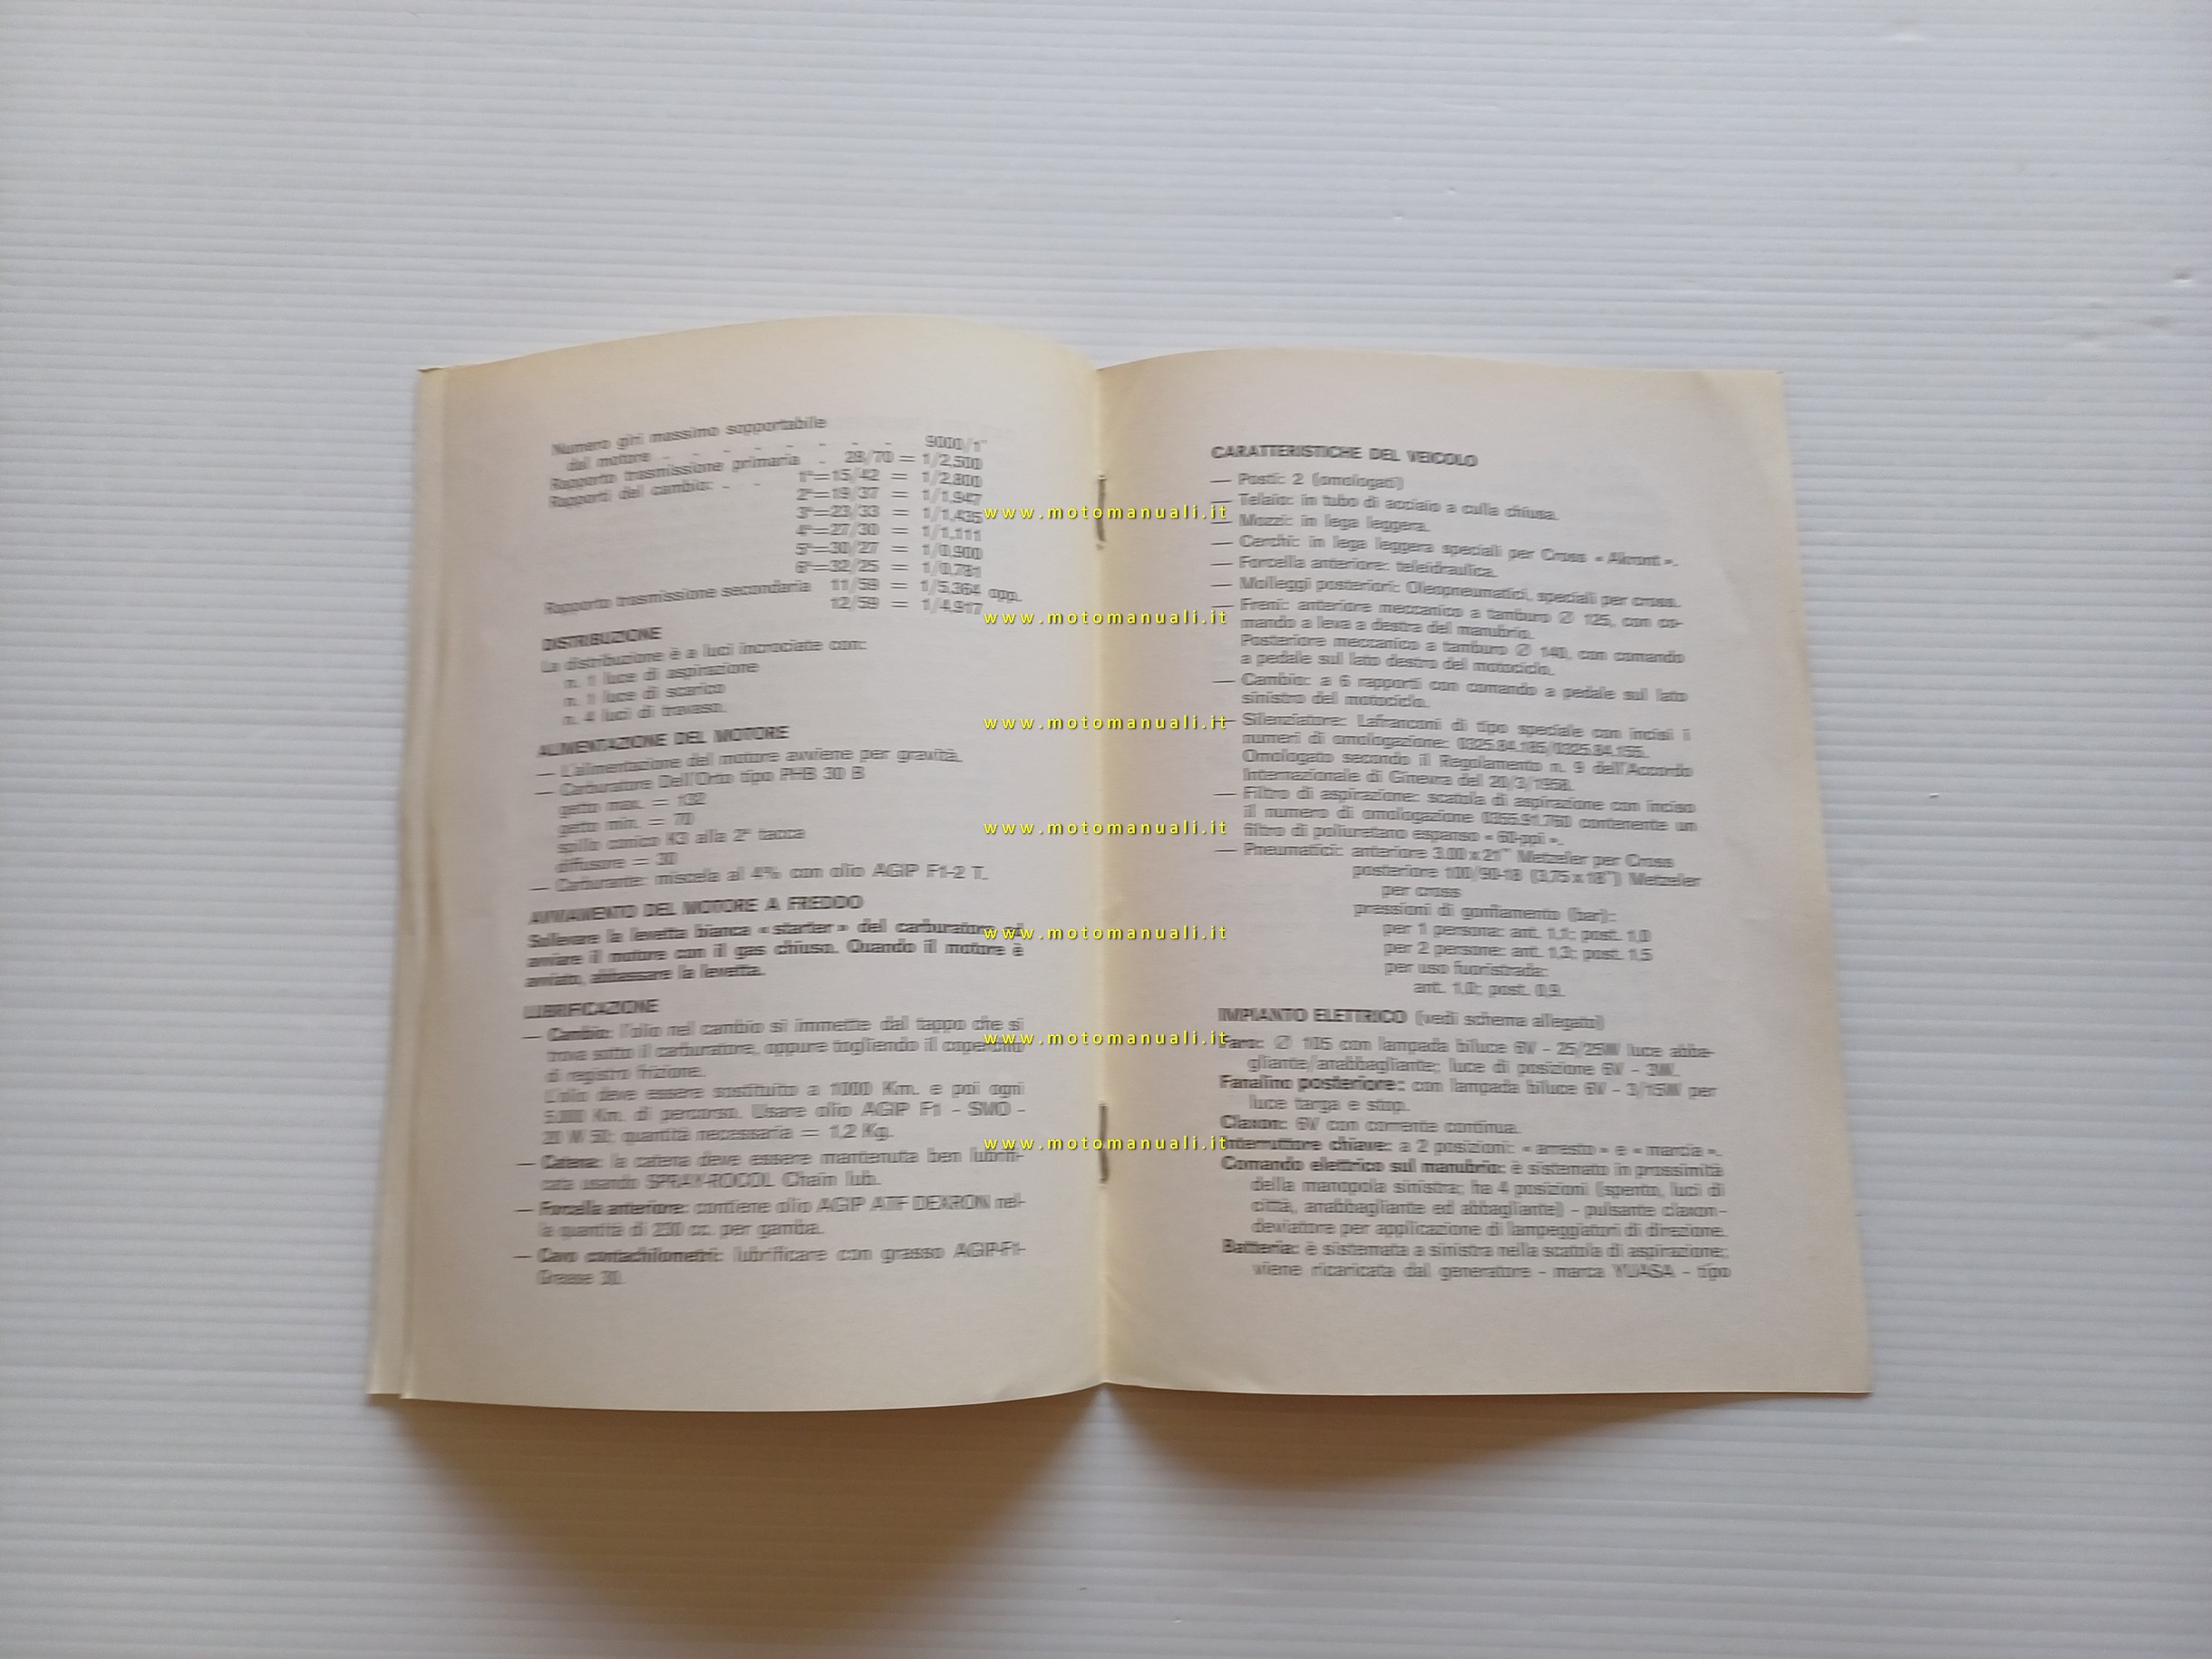 Numero giri massimo sopportabile
del motore . . . . . . . 9000/1'
Rapporto trasmissione primaria . 28/70 = 1/2,500
Rapporti del cambio: . . 1ª=15/42 = 1/2,800
2ª=19/37 = 1/1,947
3ª=23/33 = 1/1,435
4ª=27/30 = 1/1,111
5ª=30/27 = 1/0,900
6ª=32/25 = 1/0,781
Rapporto trasmissione secondaria 11/59 = 1/5,364 opp.
12/59 = 1/4,917
DISTRIBUZIONE
La distribuzione è a luci incrociate con:
n. 1 luce di aspirazione
n. 1 luce di scarico
n. 4 luci di travaso.
ALIMENTAZIONE DEL MOTORE
— L'alimentazione del motore avviene per gravità.
— Carburatore Dell'Orto tipo PHB 30 B
getto max. = 132
getto min. = 70
spillo conico K3 alla 2ª tacca
diffusore = 30
— Carburante: miscela al 4% con olio AGIP F1-2 T.
AVVIAMENTO DEL MOTORE A FREDDO
Sollevare la levetta bianca « starter » del carburatore ed
avviare il motore con il gas chiuso. Quando il motore è
avviato, abbassare la levetta.
LUBRIFICAZIONE
— Cambio: l'olio nel cambio si immette dal tappo che si
trova sotto il carburatore, oppure togliendo il coperchio
di registro frizione.
L'olio deve essere sostituito a 1000 Km. e poi ogni
5.000 Km. di percorso. Usare olio AGIP F1 - SWO -
20 W 50; quantità necessaria = 1,2 Kg.
— Catena: la catena deve essere mantenuta ben lubrifi-
cata usando SPRAY-ROCOL Chain lub.
— Forcella anteriore: contiene olio AGIP ATF DEXRON nel-
la quantità di 230 cc. per gamba.
— Cavo contachilometri: lubrificare con grasso AGIP-F1-
Grease 30.
CARATTERISTICHE DEL VEICOLO
— Posti: 2 (omologati)
— Telaio: in tubo di acciaio a culla chiusa.
— Mozzi: in lega leggera.
— Cerchi: in lega leggera speciali per Cross « Akront ».
— Forcella anteriore: teleidraulica.
— Molleggi posteriori: Oleopneumatici, speciali per cross.
— Freni: anteriore meccanico a tamburo ∅ 125, con co-
mando a leva a destra del manubrio.
Posteriore meccanico a tamburo ∅ 140, con comando
a pedale sul lato destro del motociclo.
— Cambio: a 6 rapporti con comando a pedale sul lato
sinistro del motociclo.
— Silenziatore: Lafranconi di tipo speciale con incisi i
numeri di omologazione: 0325.84.185/0325.84.155.
Omologato secondo il Regolamento n. 9 dell'Accordo
Internazionale di Ginevra del 20/3/1958.
— Filtro di aspirazione: scatola di aspirazione con inciso
il numero di omologazione 0355.91.760 contenente un
filtro di poliuretano espanso « 60-ppi ».
— Pneumatici: anteriore 3.00 x 21" Metzeler per Cross
posteriore 100/90-18 (3,75 x 18") Metzeler
per cross
pressioni di gonfiamento (bar):
per 1 persona: ant. 1,1; post. 1,0
per 2 persone: ant. 1,3; post. 1,5
per uso fuoristrada:
ant. 1,0; post. 0,9.
IMPIANTO ELETTRICO (vedi schema allegato)
Faro: ∅ 105 con lampada biluce 6V - 25/25W luce abba-
gliante/anabbagliante; luce di posizione 6V - 3W.
Fanalino posteriore: con lampada biluce 6V - 3/15W per
luce targa e stop.
Claxon: 6V con corrente continua.
Interruttore chiave: a 2 posizioni: « arresto » e « marcia ».
Comando elettrico sul manubrio: è sistemato in prossimità
della manopola sinistra; ha 4 posizioni (spento, luci di
città, anabbagliante ed abbagliante) - pulsante claxon -
deviatore per applicazione di lampeggiatori di direzione.
Batteria: è sistemata a sinistra nella scatola di aspirazione;
viene ricaricata dal generatore - marca YUASA - tipo
www.motomanuali.it
www.motomanuali.it
www.motomanuali.it
www.motomanuali.it
www.motomanuali.it
www.motomanuali.it
www.motomanuali.it